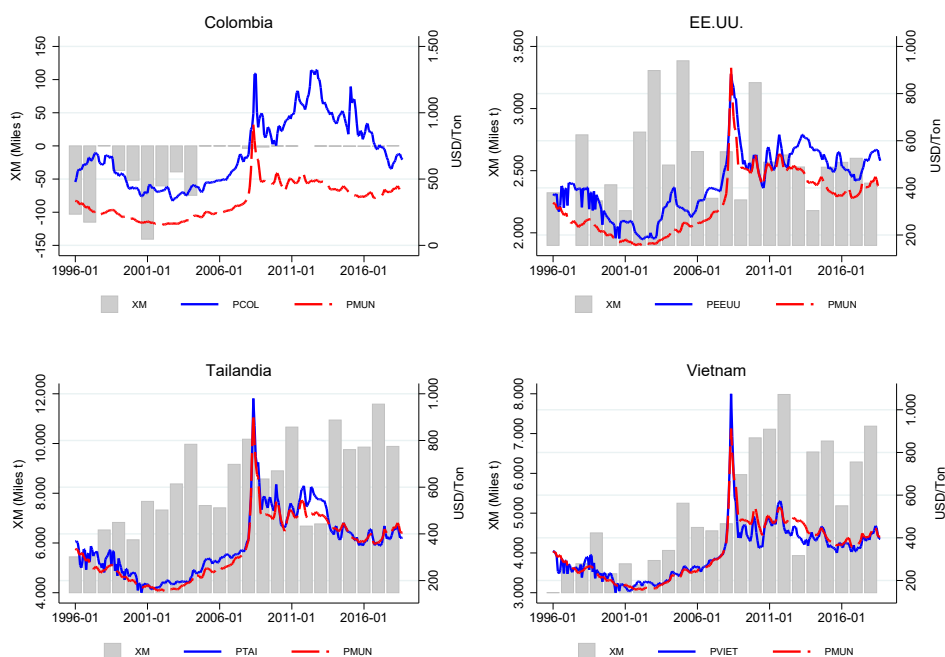 Colombia
XM (Miles t)
150
100
50
0
-50
-100
-150
1.500
1.000
500
0
USD/Ton
1996-01 2001-01 2006-01 2011-01 2016-01
XM PCOL PMUN
EE.UU.
XM (Miles t)
3.500
3.000
2.500
2.000
1.000
800
600
400
200
USD/Ton
1996-01 2001-01 2006-01 2011-01 2016-01
XM PEEUU PMUN
Tailandia
XM (Miles t)
12.000
10.000
8.000
6.000
4.000
1.000
800
600
400
200
USD/Ton
1996-01 2001-01 2006-01 2011-01 2016-01
XM PTAI PMUN
Vietnam
XM (Miles t)
8.000
7.000
6.000
5.000
4.000
3.000
1.000
800
600
400
200
USD/Ton
1996-01 2001-01 2006-01 2011-01 2016-01
XM PVIET PMUN